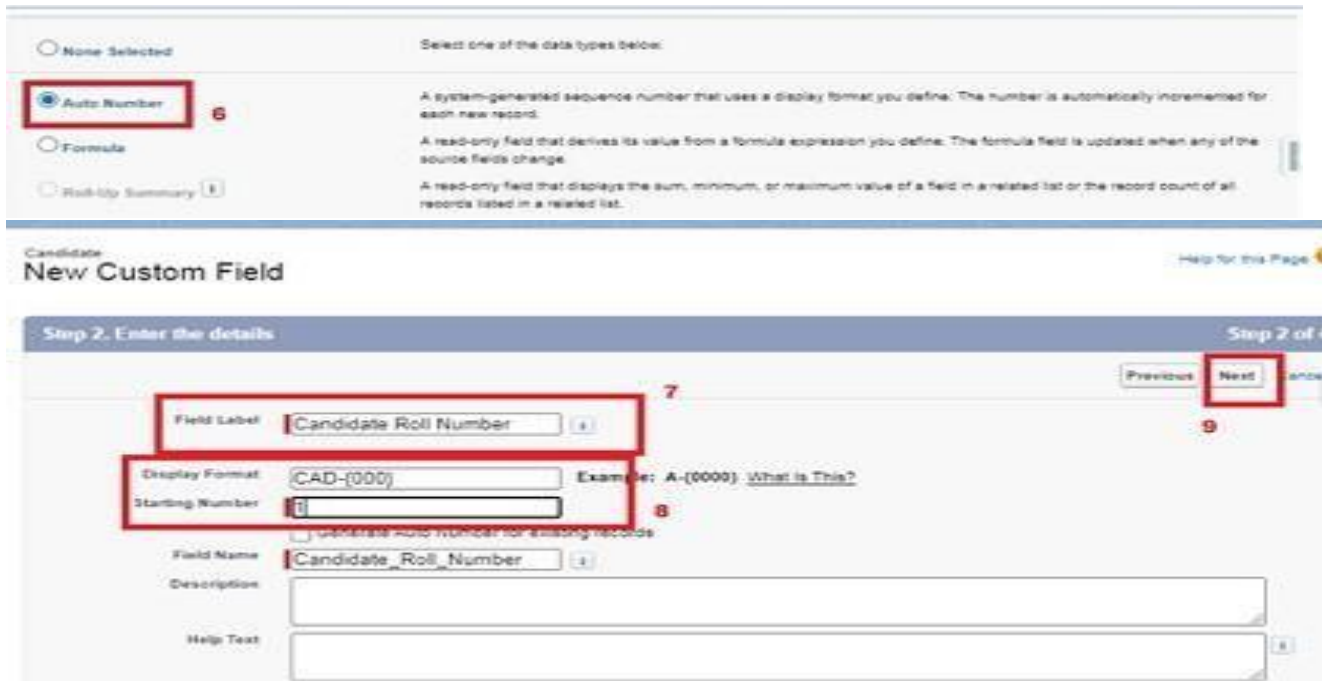 None Selected
Select one of the data types below.
Auto Number
6
A system-generated sequence number that uses a display format you define. The number is automatically incremented for
each new record.
Formula
A read-only field that derives its value from a formula expression you define. The formula field is updated when any of the
source fields change.
Roll-Up Summary
A read-only field that displays the sum, minimum, or maximum value of a field in a related list or the record count of all
records listed in a related list.
Candidate
New Custom Field
Help for this Page
Step 2. Enter the details
Step 2 of
Previous
Next
9
7
Field Label
Candidate Roll Number
Display Format
CAD-{000}
Example: A-{0000} What Is This?
Starting Number
1
8
Generate Auto Number for existing records
Field Name
Candidate_Roll_Number
Description
Help Text